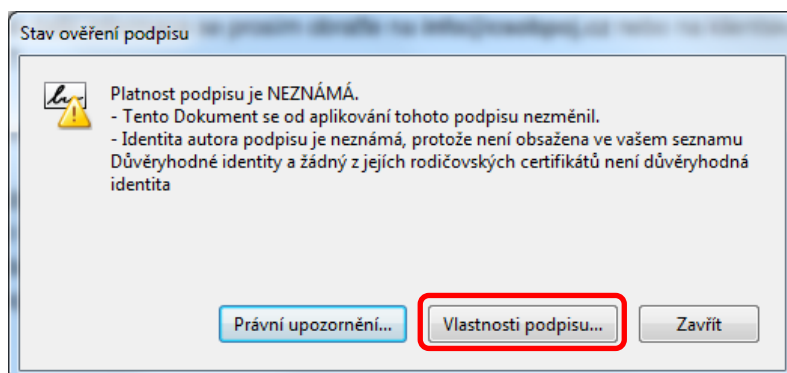 Stav ověření podpisu
Platnost podpisu je NEZNÁMÁ.
- Tento Dokument se od aplikování tohoto podpisu nezměnil.
- Identita autora podpisu je neznámá, protože není obsažena ve vašem seznamu
Důvěryhodné identity a žádný z jejích rodičovských certifikátů není důvěryhodná
identita
Právní upozornění... Vlastnosti podpisu... Zavřít